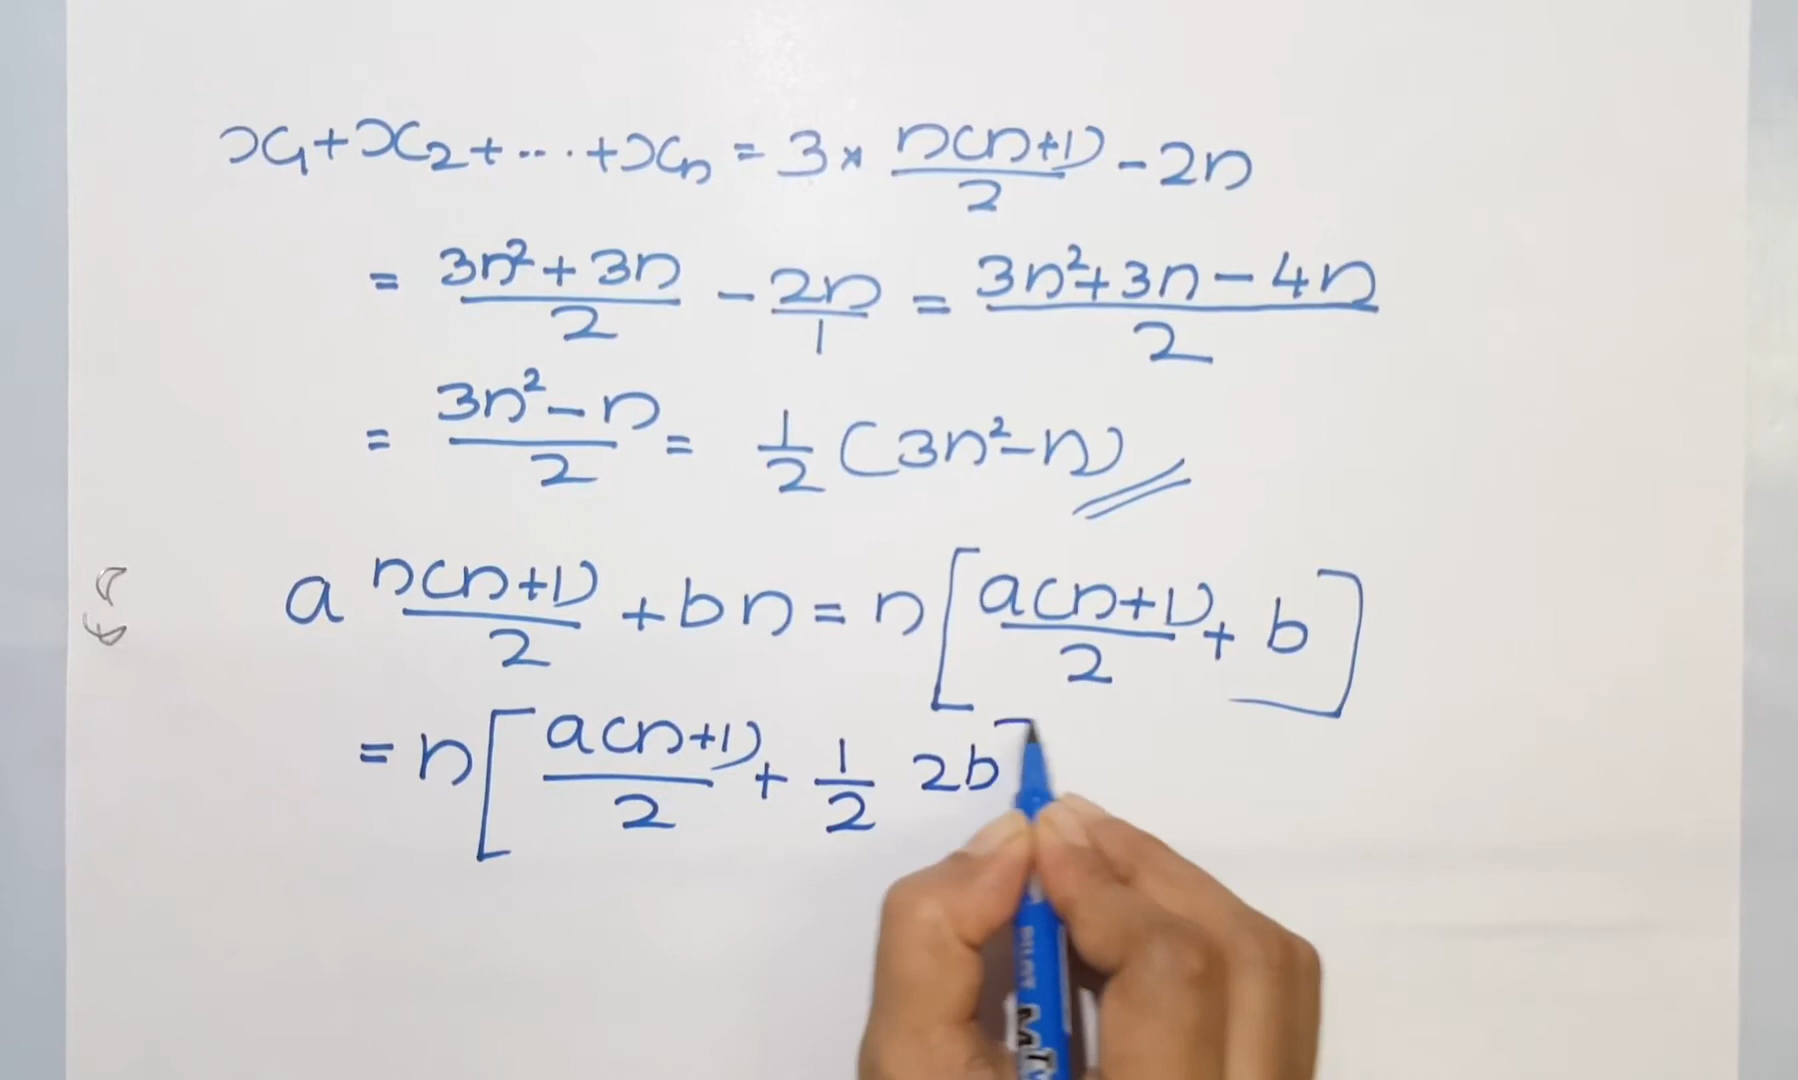 x₁+x₂+...+xₙ = 3 × n(n+1)/2 - 2n
= (3n²+3n)/2 - 2n/1 = (3n²+3n-4n)/2
= (3n²-n)/2 = 1/2 (3n²-n)
a n(n+1)/2 + bn = n[a(n+1)/2 + b]
= n[a(n+1)/2 + 1/2 2b
PILOT